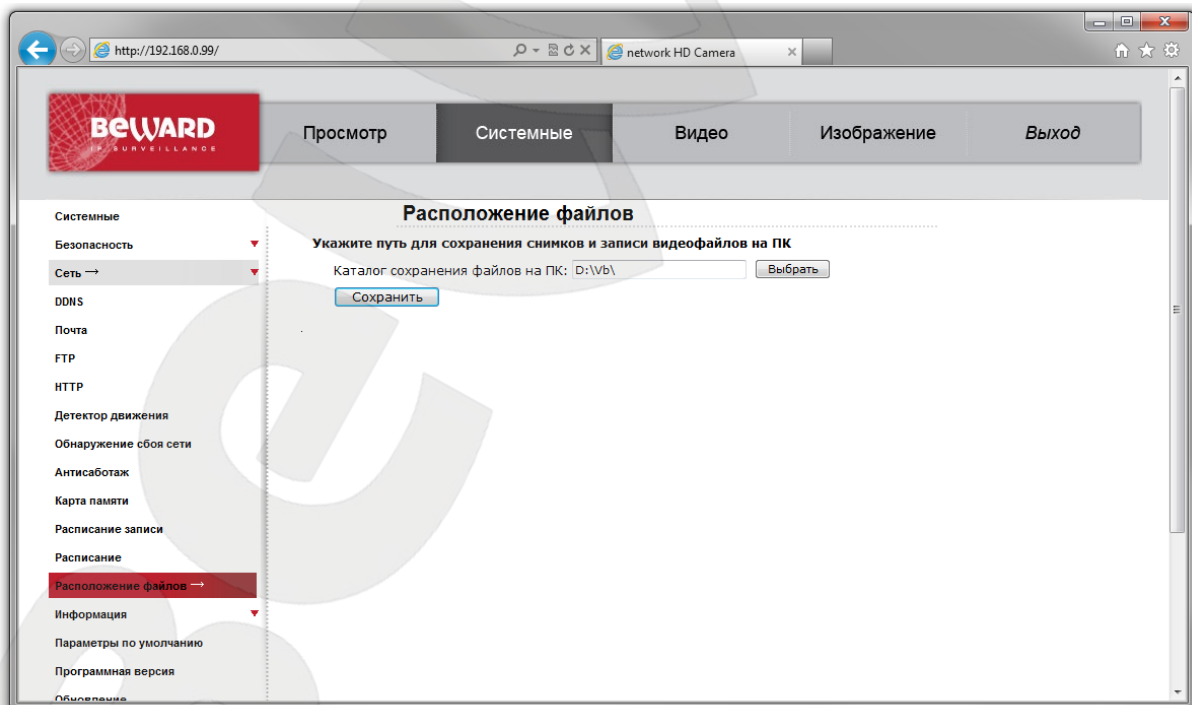 http://192.168.0.99/
network HD Camera
BEWARD
IP SURVEILLANCE
Просмотр
Системные
Видео
Изображение
Выход
Системные
Безопасность
Сеть →
DDNS
Почта
FTP
HTTP
Детектор движения
Обнаружение сбоя сети
Антисаботаж
Карта памяти
Расписание записи
Расписание
Расположение файлов →
Информация
Параметры по умолчанию
Программная версия
Обновление
Расположение файлов
Укажите путь для сохранения снимков и записи видеофайлов на ПК
Каталог сохранения файлов на ПК: D:\Vb\ Выбрать
Сохранить